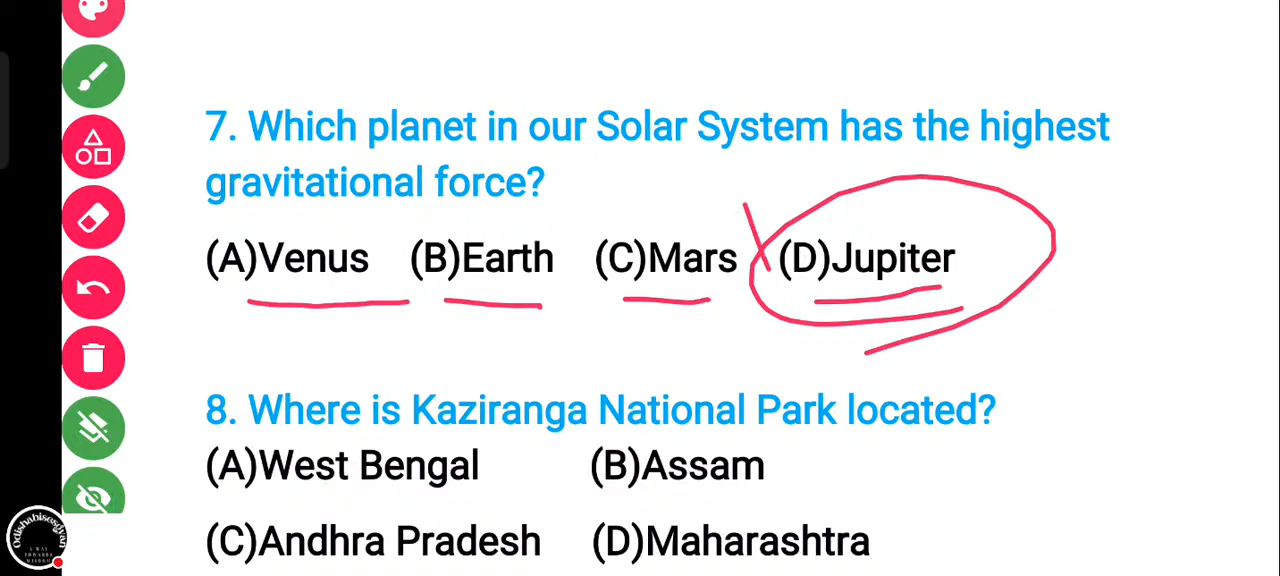 7. Which planet in our Solar System has the highest
gravitational force?
(A)Venus (B)Earth (C)Mars (D)Jupiter
8. Where is Kaziranga National Park located?
(A)West Bengal (B)Assam
(C)Andhra Pradesh (D)Maharashtra